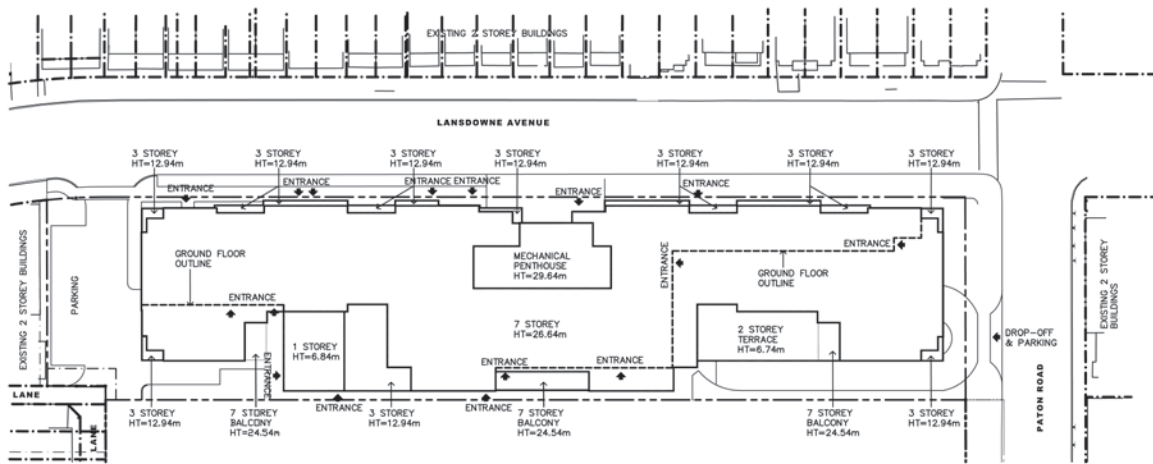 EXISTING 2 STOREY BUILDINGS
LANSDOWNE AVENUE
3 STOREY
HT=12.94m
3 STOREY
HT=12.94m
3 STOREY
HT=12.94m
3 STOREY
HT=12.94m
3 STOREY
HT=12.94m
3 STOREY
HT=12.94m
3 STOREY
HT=12.94m
ENTRANCE
ENTRANCE
ENTRANCE
ENTRANCE
ENTRANCE
ENTRANCE
EXISTING 2 STOREY BUILDINGS
PARKING
GROUND FLOOR
OUTLINE
MECHANICAL
PENTHOUSE
HT=29.64m
ENTRANCE
ENTRANCE
GROUND FLOOR
OUTLINE
EXISTING 2 STOREY
BUILDINGS
ENTRANCE
1 STOREY
HT=6.84m
7 STOREY
HT=26.64m
2 STOREY
TERRACE
HT=6.74m
DROP-OFF
& PARKING
ENTRANCE
ENTRANCE
ENTRANCE
LANE
LANE
ENTRANCE
ENTRANCE
3 STOREY
HT=12.94m
7 STOREY
BALCONY
HT=24.54m
3 STOREY
HT=12.94m
7 STOREY
BALCONY
HT=24.54m
7 STOREY
BALCONY
HT=24.54m
3 STOREY
HT=12.94m
PATON ROAD